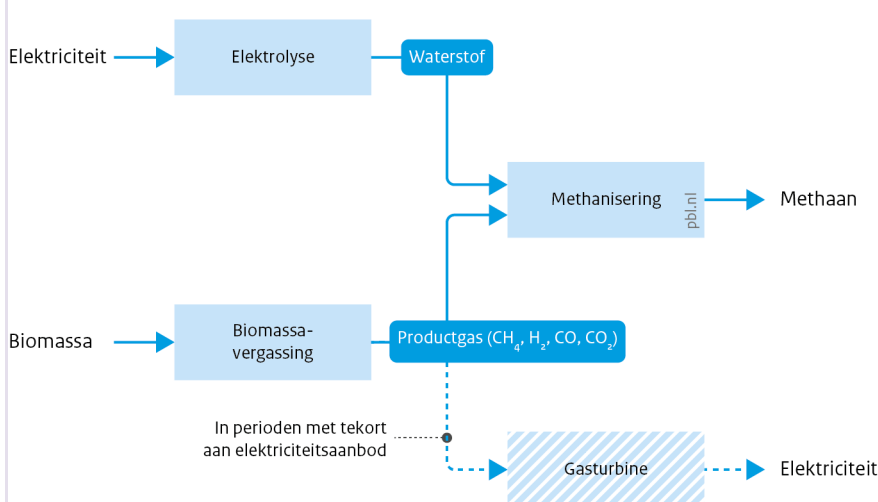 Elektriciteit
Elektrolyse
Waterstof
Methanisering
pbl.nl
Methaan
Biomassa
Biomassa-
vergassing
Productgas (CH₄, H₂, CO, CO₂)
In perioden met tekort
aan elektriciteitsaanbod
Gasturbine
Elektriciteit